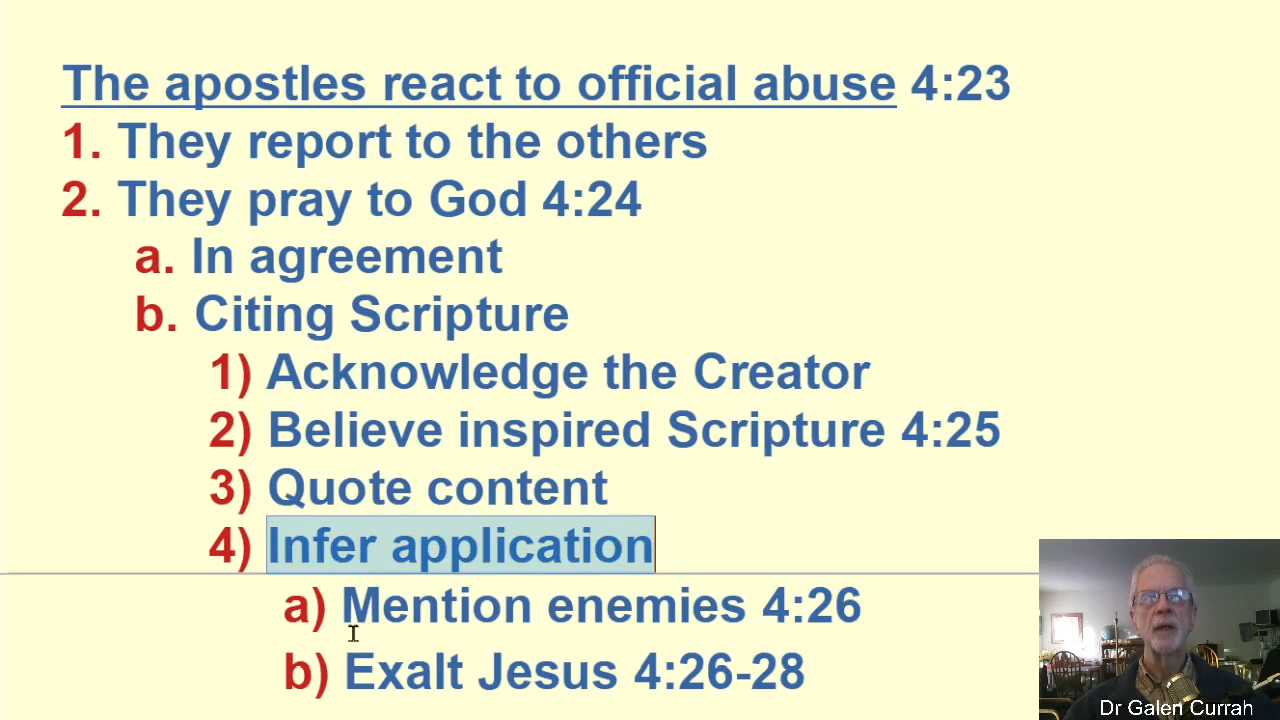 The apostles react to official abuse 4:23
1. They report to the others
2. They pray to God 4:24
a. In agreement
b. Citing Scripture
1) Acknowledge the Creator
2) Believe inspired Scripture 4:25
3) Quote content
4) Infer application
a) Mention enemies 4:26
b) Exalt Jesus 4:26-28
Dr Galen Currah